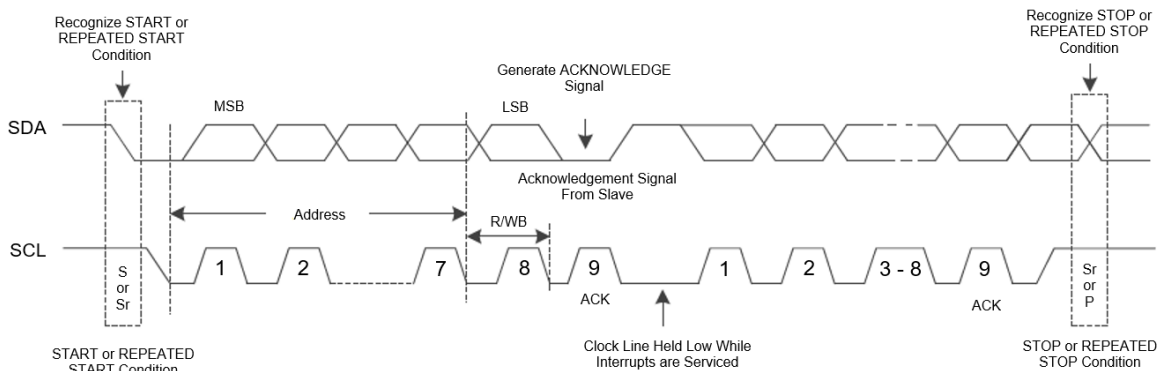 Recognize START or
REPEATED START
Condition
Recognize STOP or
REPEATED STOP
Condition
Generate ACKNOWLEDGE
Signal
MSB
LSB
SDA
Acknowledgement Signal
From Slave
Address
R/WB
SCL
S
or
Sr
1
2
7
8
9
1
2
3 - 8
9
Sr
or
P
ACK
ACK
START or REPEATED
START Condition
Clock Line Held Low While
Interrupts are Serviced
STOP or REPEATED
STOP Condition